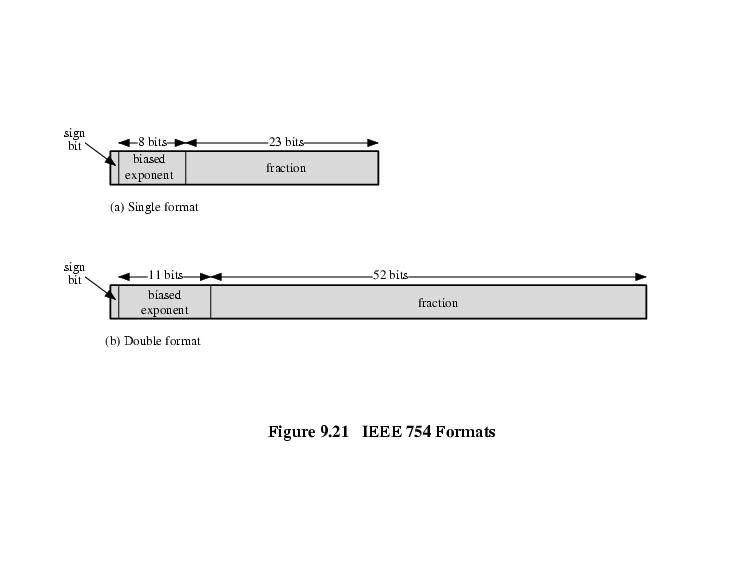 sign
bit
8 bits
23 bits
biased
exponent
fraction
(a) Single format
sign
bit
11 bits
52 bits
biased
exponent
fraction
(b) Double format
Figure 9.21 IEEE 754 Formats